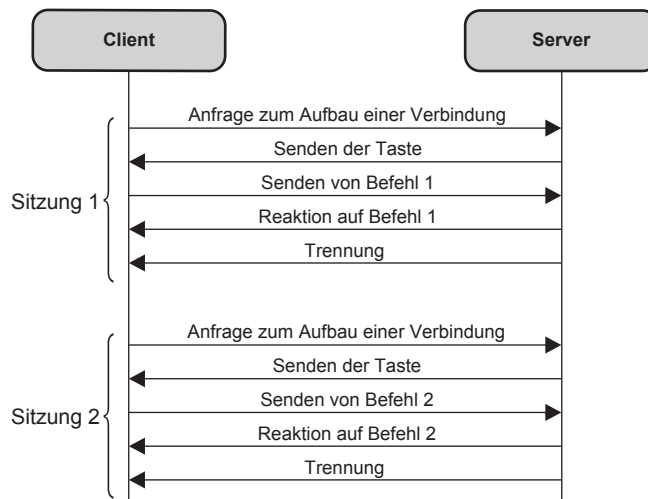 Client
Server
Anfrage zum Aufbau einer Verbindung
Senden der Taste
Senden von Befehl 1
Sitzung 1
Reaktion auf Befehl 1
Trennung
Anfrage zum Aufbau einer Verbindung
Senden der Taste
Senden von Befehl 2
Sitzung 2
Reaktion auf Befehl 2
Trennung